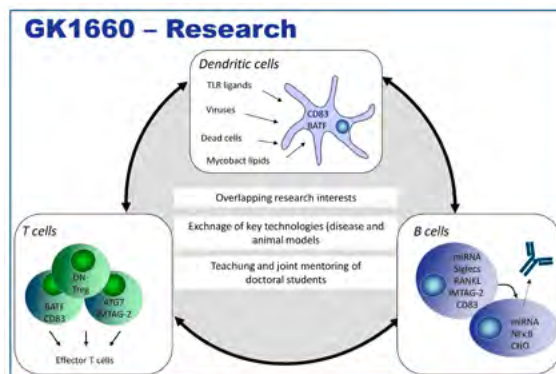 GK1660 – Research
Dendritic cells
TLR ligands
Viruses
Dead cells
Mycobact lipids
CD83
BATF
Overlapping research interests
Exchnage of key technologies (disease and
animal models
Teachung and joint mentoring of
doctoral students
T cells
DN-
Treg
BATF
CD83
ATG7
iMTAG-2
Effector T cells
B cells
miRNA
Siglecs
RANKL
iMTAG-2
CD83
miRNA
NFκB